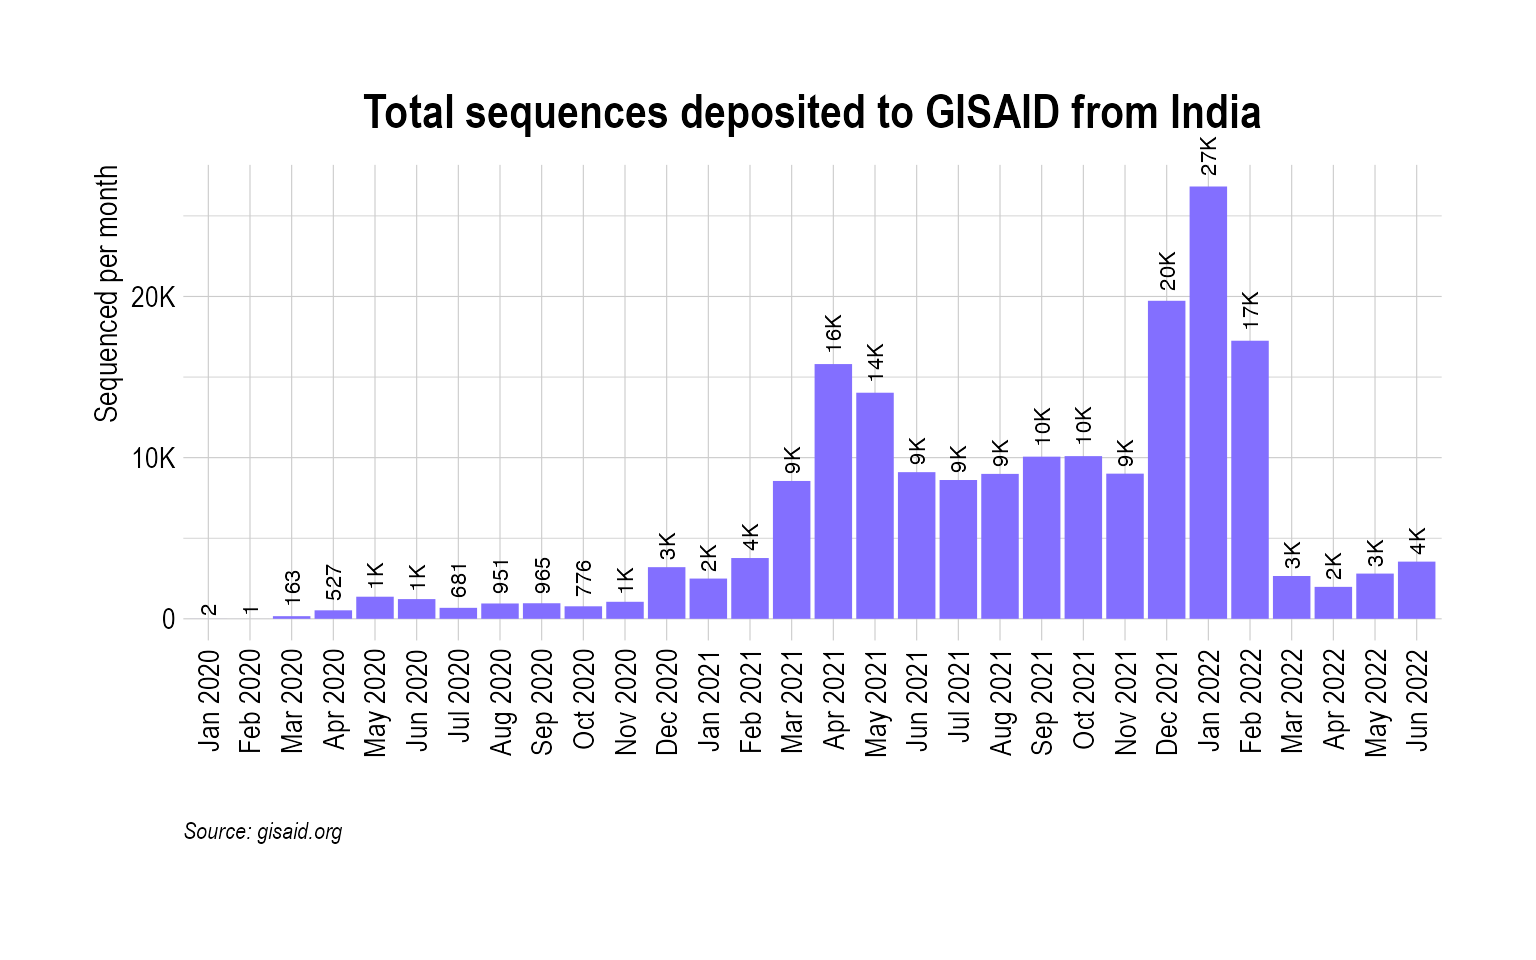 Total sequences deposited to GISAID from India
Sequenced per month
20K
10K
0
2
1
163
527
1K
1K
681
951
965
776
1K
3K
2K
4K
9K
16K
14K
9K
9K
9K
10K
10K
9K
20K
27K
17K
3K
2K
3K
4K
Jan 2020
Feb 2020
Mar 2020
Apr 2020
May 2020
Jun 2020
Jul 2020
Aug 2020
Sep 2020
Oct 2020
Nov 2020
Dec 2020
Jan 2021
Feb 2021
Mar 2021
Apr 2021
May 2021
Jun 2021
Jul 2021
Aug 2021
Sep 2021
Oct 2021
Nov 2021
Dec 2021
Jan 2022
Feb 2022
Mar 2022
Apr 2022
May 2022
Jun 2022
Source: gisaid.org